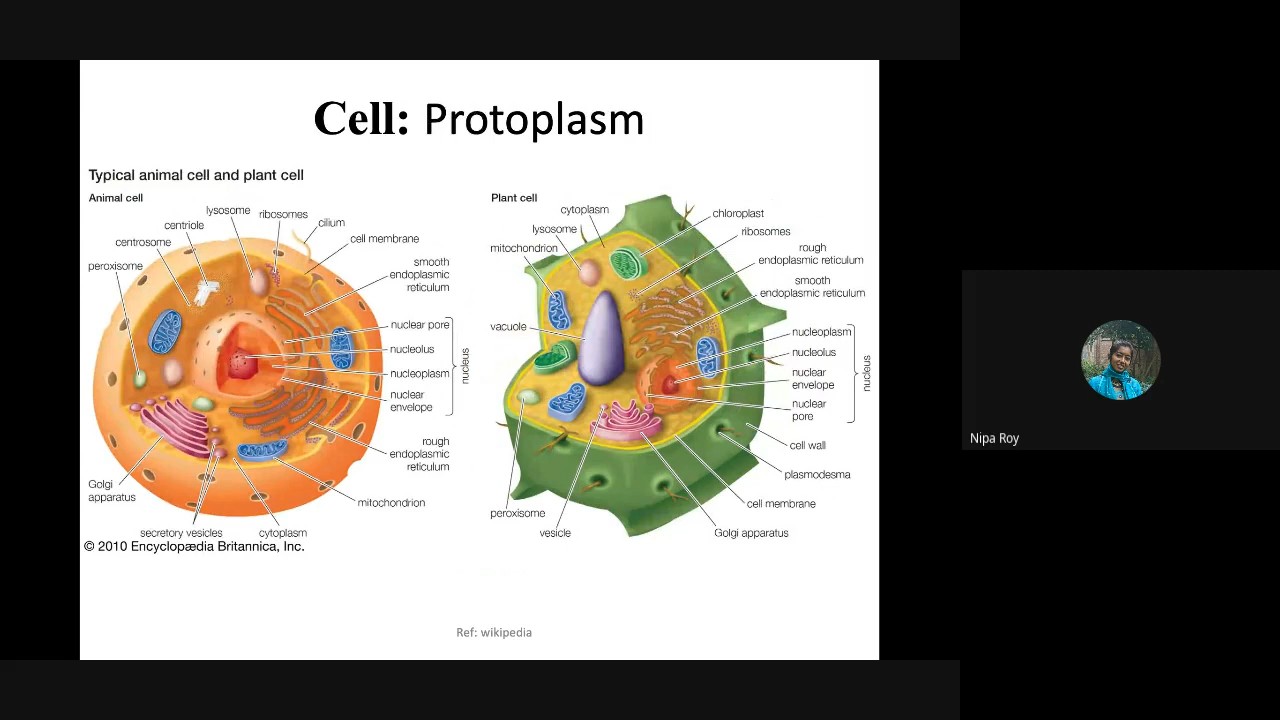 Cell: Protoplasm
Typical animal cell and plant cell
Animal cell
lysosome
ribosomes
cilium
centriole
cell membrane
centrosome
peroxisome
smooth
endoplasmic
reticulum
nuclear pore
nucleolus
nucleoplasm
nuclear
envelope
nucleus
rough
endoplasmic
reticulum
Golgi
apparatus
mitochondrion
secretory vesicles
cytoplasm
© 2010 Encyclopædia Britannica, Inc.
Plant cell
cytoplasm
chloroplast
lysosome
ribosomes
mitochondrion
rough
endoplasmic reticulum
smooth
endoplasmic reticulum
vacuole
nucleoplasm
nucleolus
nuclear
envelope
nuclear
pore
nucleus
cell wall
plasmodesma
cell membrane
peroxisome
vesicle
Golgi apparatus
Ref: wikipedia
Nipa Roy